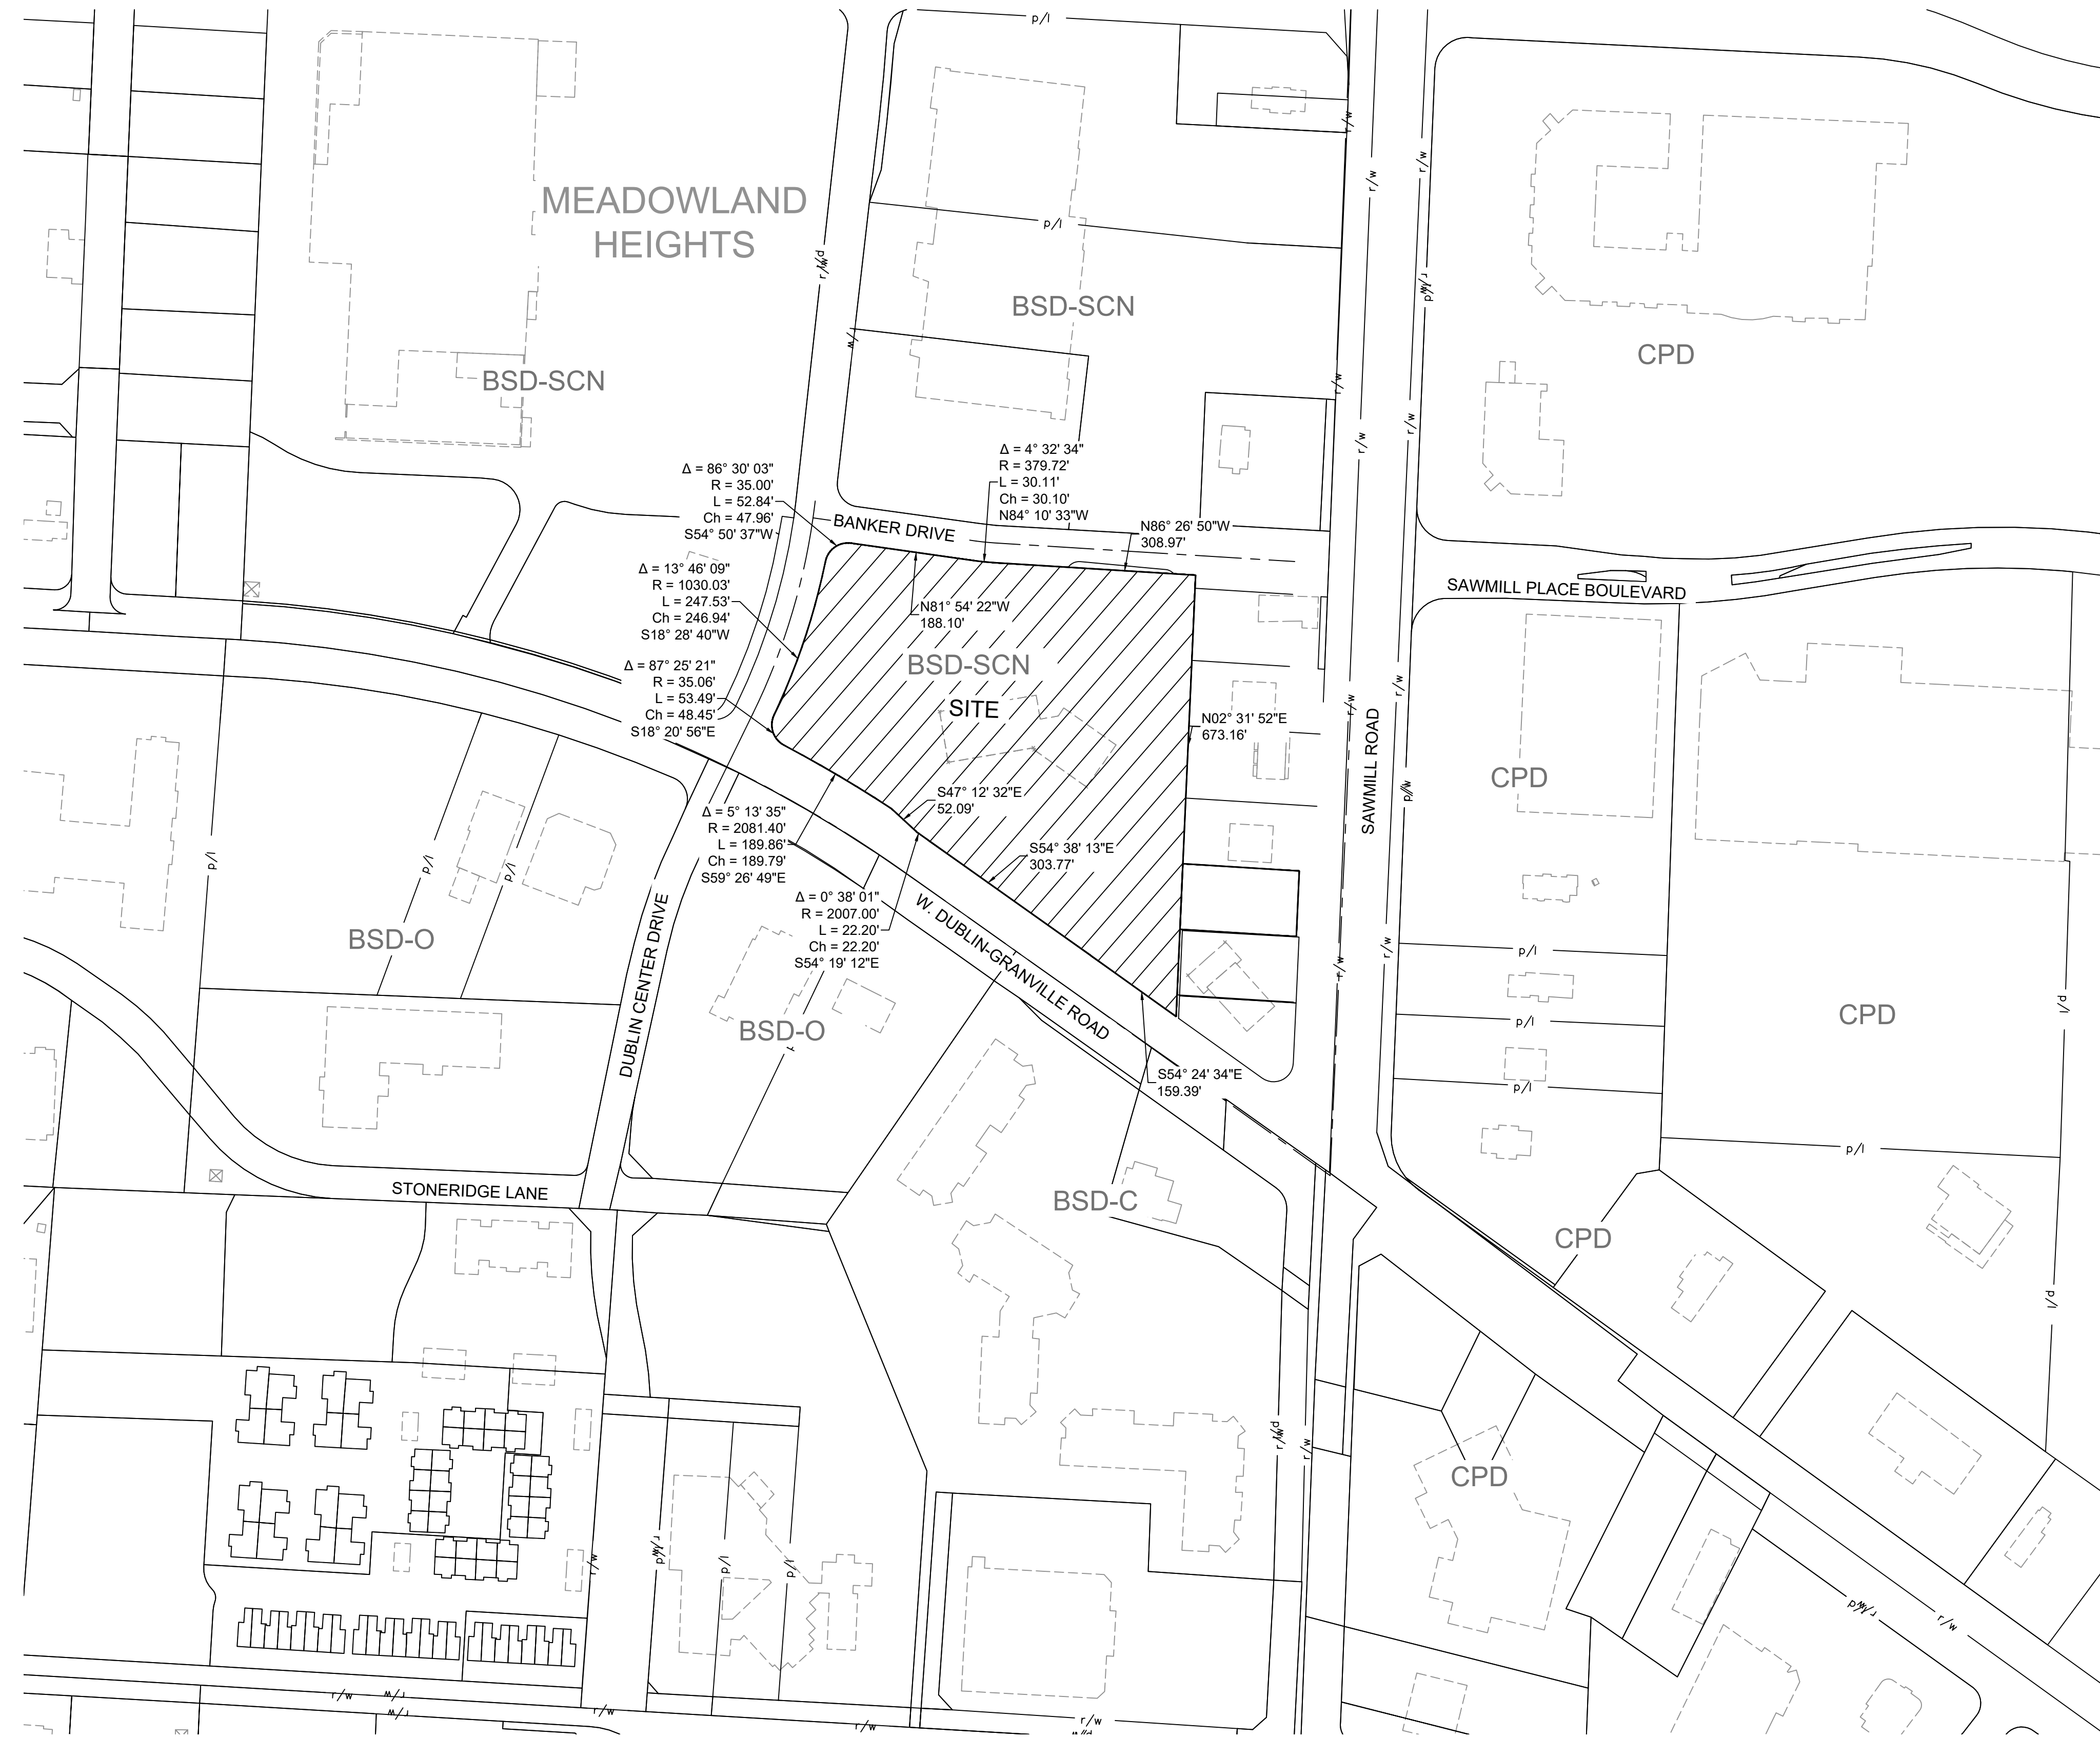 p/l
r/w
r/w
r/w
MEADOWLAND
HEIGHTS
p/l
BSD-SCN
CPD
BSD-SCN
r/w
r/w
r/w
Δ = 4° 32' 34"
R = 379.72'
L = 30.11'
Ch = 30.10'
N84° 10' 33"W
Δ = 86° 30' 03"
R = 35.00'
L = 52.84'
Ch = 47.96'
S54° 50' 37"W
BANKER DRIVE
N86° 26' 50"W
308.97'
Δ = 13° 46' 09"
R = 1030.03'
L = 247.53'
Ch = 246.94'
S18° 28' 40"W
SAWMILL PLACE BOULEVARD
N81° 54' 22"W
188.10'
BSD-SCN
SITE
Δ = 87° 25' 21"
R = 35.06'
L = 53.49'
Ch = 48.45'
S18° 20' 56"E
r/w
r/w
N02° 31' 52"E
673.16'
SAWMILL ROAD
CPD
S47° 12' 32"E
52.09'
Δ = 5° 13' 35"
R = 2081.40'
L = 189.86'
Ch = 189.79'
S59° 26' 49"E
S54° 38' 13"E
303.77'
p/l
p/l
p/l
Δ = 0° 38' 01"
R = 2007.00'
L = 22.20'
Ch = 22.20'
S54° 19' 12"E
W. DUBLIN-GRANVILLE ROAD
DUBLIN CENTER DRIVE
BSD-O
r/w
r/w
p/l
p/l
p/l
CPD
BSD-O
p/l
S54° 24' 34"E
159.39'
p/l
STONERIDGE LANE
BSD-C
CPD
p/l
r/w
CPD
r/w
p/l
p/l
r/w
r/w
r/w
r/w
r/w
r/w